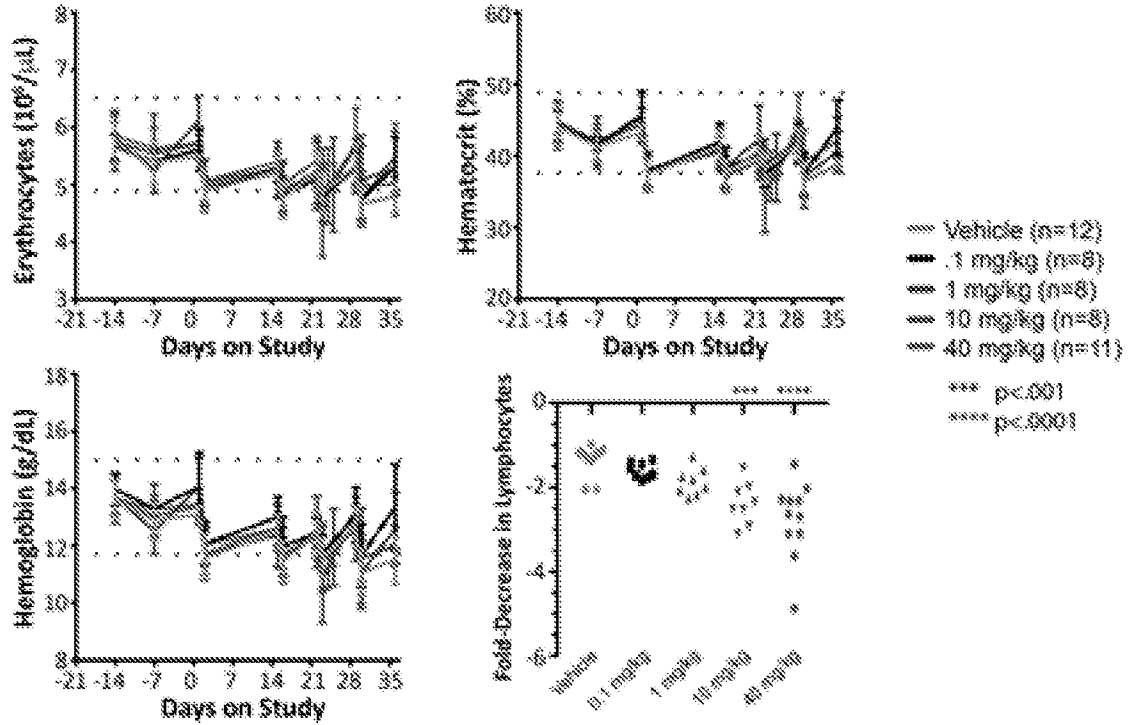 Erythrocytes (10⁶/µL)
8
7
6
5
4
3
-21 -14 -7 0 7 14 21 28 35
Days on Study
Hematocrit (%)
60
50
40
30
20
-21 -14 -7 0 7 14 21 28 35
Days on Study
Vehicle (n=12)
.1 mg/kg (n=8)
1 mg/kg (n=8)
10 mg/kg (n=8)
40 mg/kg (n=11)
*** p<.001
**** p<.0001
Hemoglobin (g/dL)
18
16
14
12
10
8
-21 -14 -7 0 7 14 21 28 35
Days on Study
Fold-Decrease in Lymphocytes
*** ****
0
-2
-4
-6
Vehicle
0.1 mg/kg
1 mg/kg
10 mg/kg
40 mg/kg